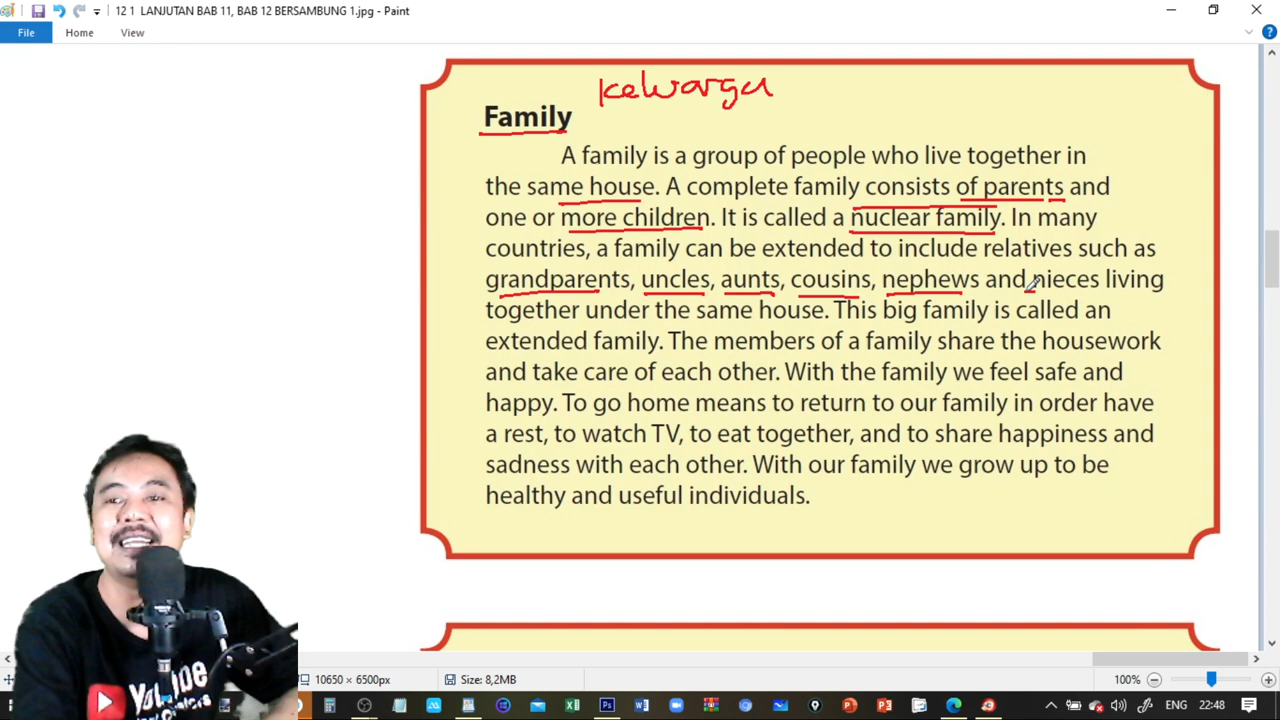 12 1 LANJUTAN BAB 11, BAB 12 BERSAMBUNG 1.jpg - Paint
File Home View
kelwarga
Family
A family is a group of people who live together in
the same house. A complete family consists of parents and
one or more children. It is called a nuclear family. In many
countries, a family can be extended to include relatives such as
grandparents, uncles, aunts, cousins, nephews and nieces living
together under the same house. This big family is called an
extended family. The members of a family share the housework
and take care of each other. With the family we feel safe and
happy. To go home means to return to our family in order have
a rest, to watch TV, to eat together, and to share happiness and
sadness with each other. With our family we grow up to be
healthy and useful individuals.
10650 × 6500px Size: 8,2MB 100%
ENG 22:48